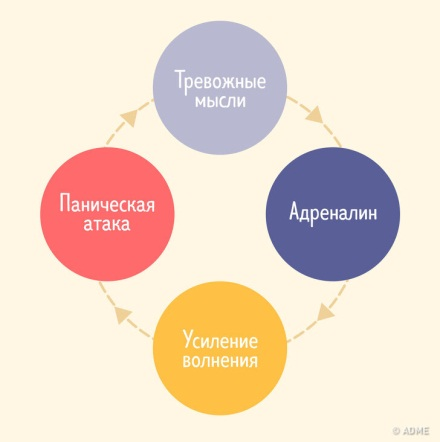 Тревожные
мысли
Паническая
атака
Адреналин
Усиление
волнения
© ADME